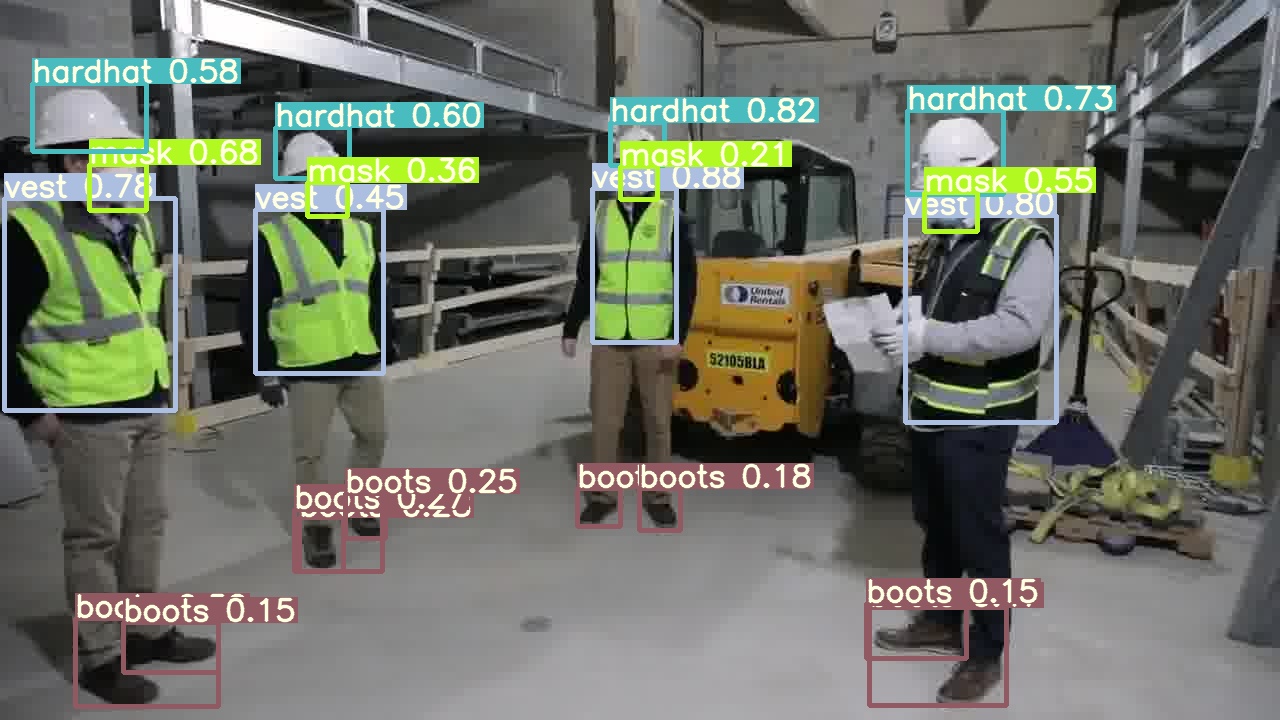 hardhat 0.58
hardhat 0.60
hardhat 0.82
hardhat 0.73
mask 0.68
mask 0.36
mask 0.21
mask 0.55
vest 0.78
vest 0.45
vest 0.88
vest 0.80
United
Rentals
52105BLA
boots 0.25
boots
boots 0.18
boots 0.15
boots 0.15